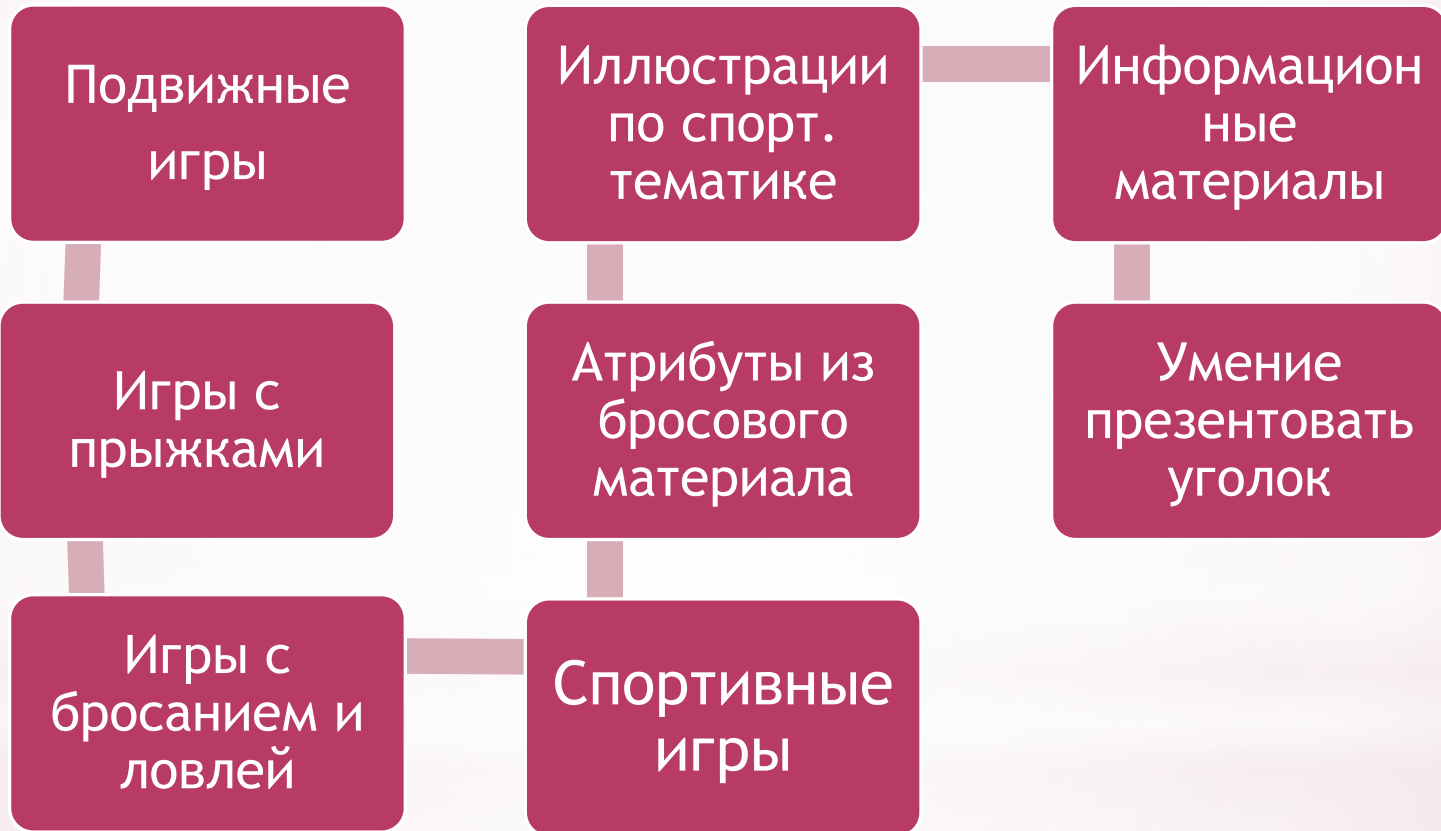 Подвижные
игры
Игры с
прыжками
Игры с
бросанием и
ловлей
Спортивные
игры
Атрибуты из
бросового
материала
Иллюстрации
по спорт.
тематике
Информацион
ные
материалы
Умение
презентовать
уголок